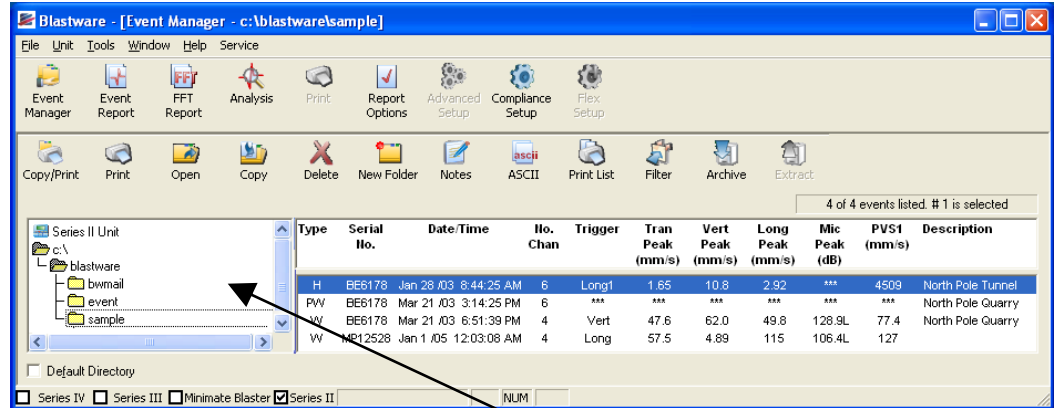 Blastware - [Event Manager - c:\blastware\sample]
File Unit Tools Window Help Service
Event Manager Event Report FFT Report Analysis Print Report Options Advanced Setup Compliance Setup Flex Setup
Copy/Print Print Open Copy Delete New Folder Notes ASCII Print List Filter Archive Extract
4 of 4 events listed. # 1 is selected
Series II Unit
c:\
blastware
bwmail
event
sample
Type Serial No. Date/Time No. Chan Trigger Tran Peak (mm/s) Vert Peak (mm/s) Long Peak (mm/s) Mic Peak (dB) PVS1 (mm/s) Description
H BE6178 Jan 28 /03 8:44:25 AM 6 Long1 1.65 10.8 2.92 *** 4509 North Pole Tunnel
PW BE6178 Mar 21 /03 3:14:25 PM 6 *** *** *** *** *** *** North Pole Quarry
W BE6178 Mar 21 /03 6:51:39 PM 4 Vert 47.6 62.0 49.8 128.9L 77.4 North Pole Quarry
W MP12528 Jan 1 /05 12:03:08 AM 4 Long 57.5 4.89 115 106.4L 127
Default Directory
Series IV Series III Minimate Blaster Series II NUM